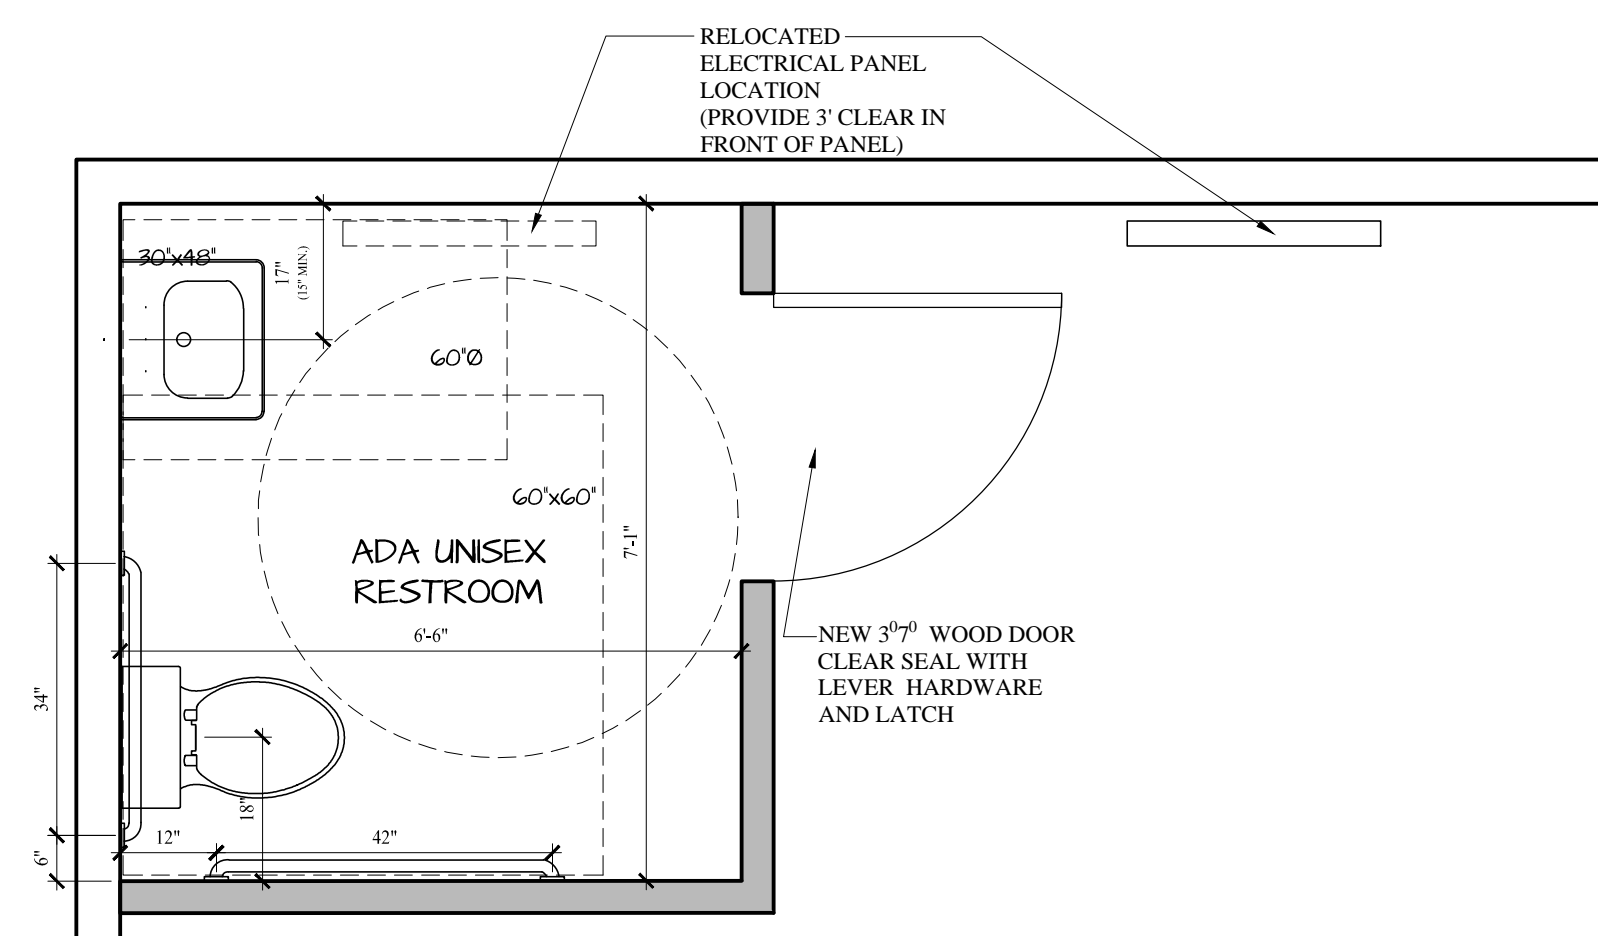 RELOCATED
ELECTRICAL PANEL
LOCATION
(PROVIDE 3' CLEAR IN
FRONT OF PANEL)
30"x48"
17"
(15" MIN.)
60"Ø
60"x60"
7'-1"
ADA UNISEX
RESTROOM
6'-6"
NEW 3⁰7⁰ WOOD DOOR
CLEAR SEAL WITH
LEVER HARDWARE
AND LATCH
34"
18"
12"
42"
6"